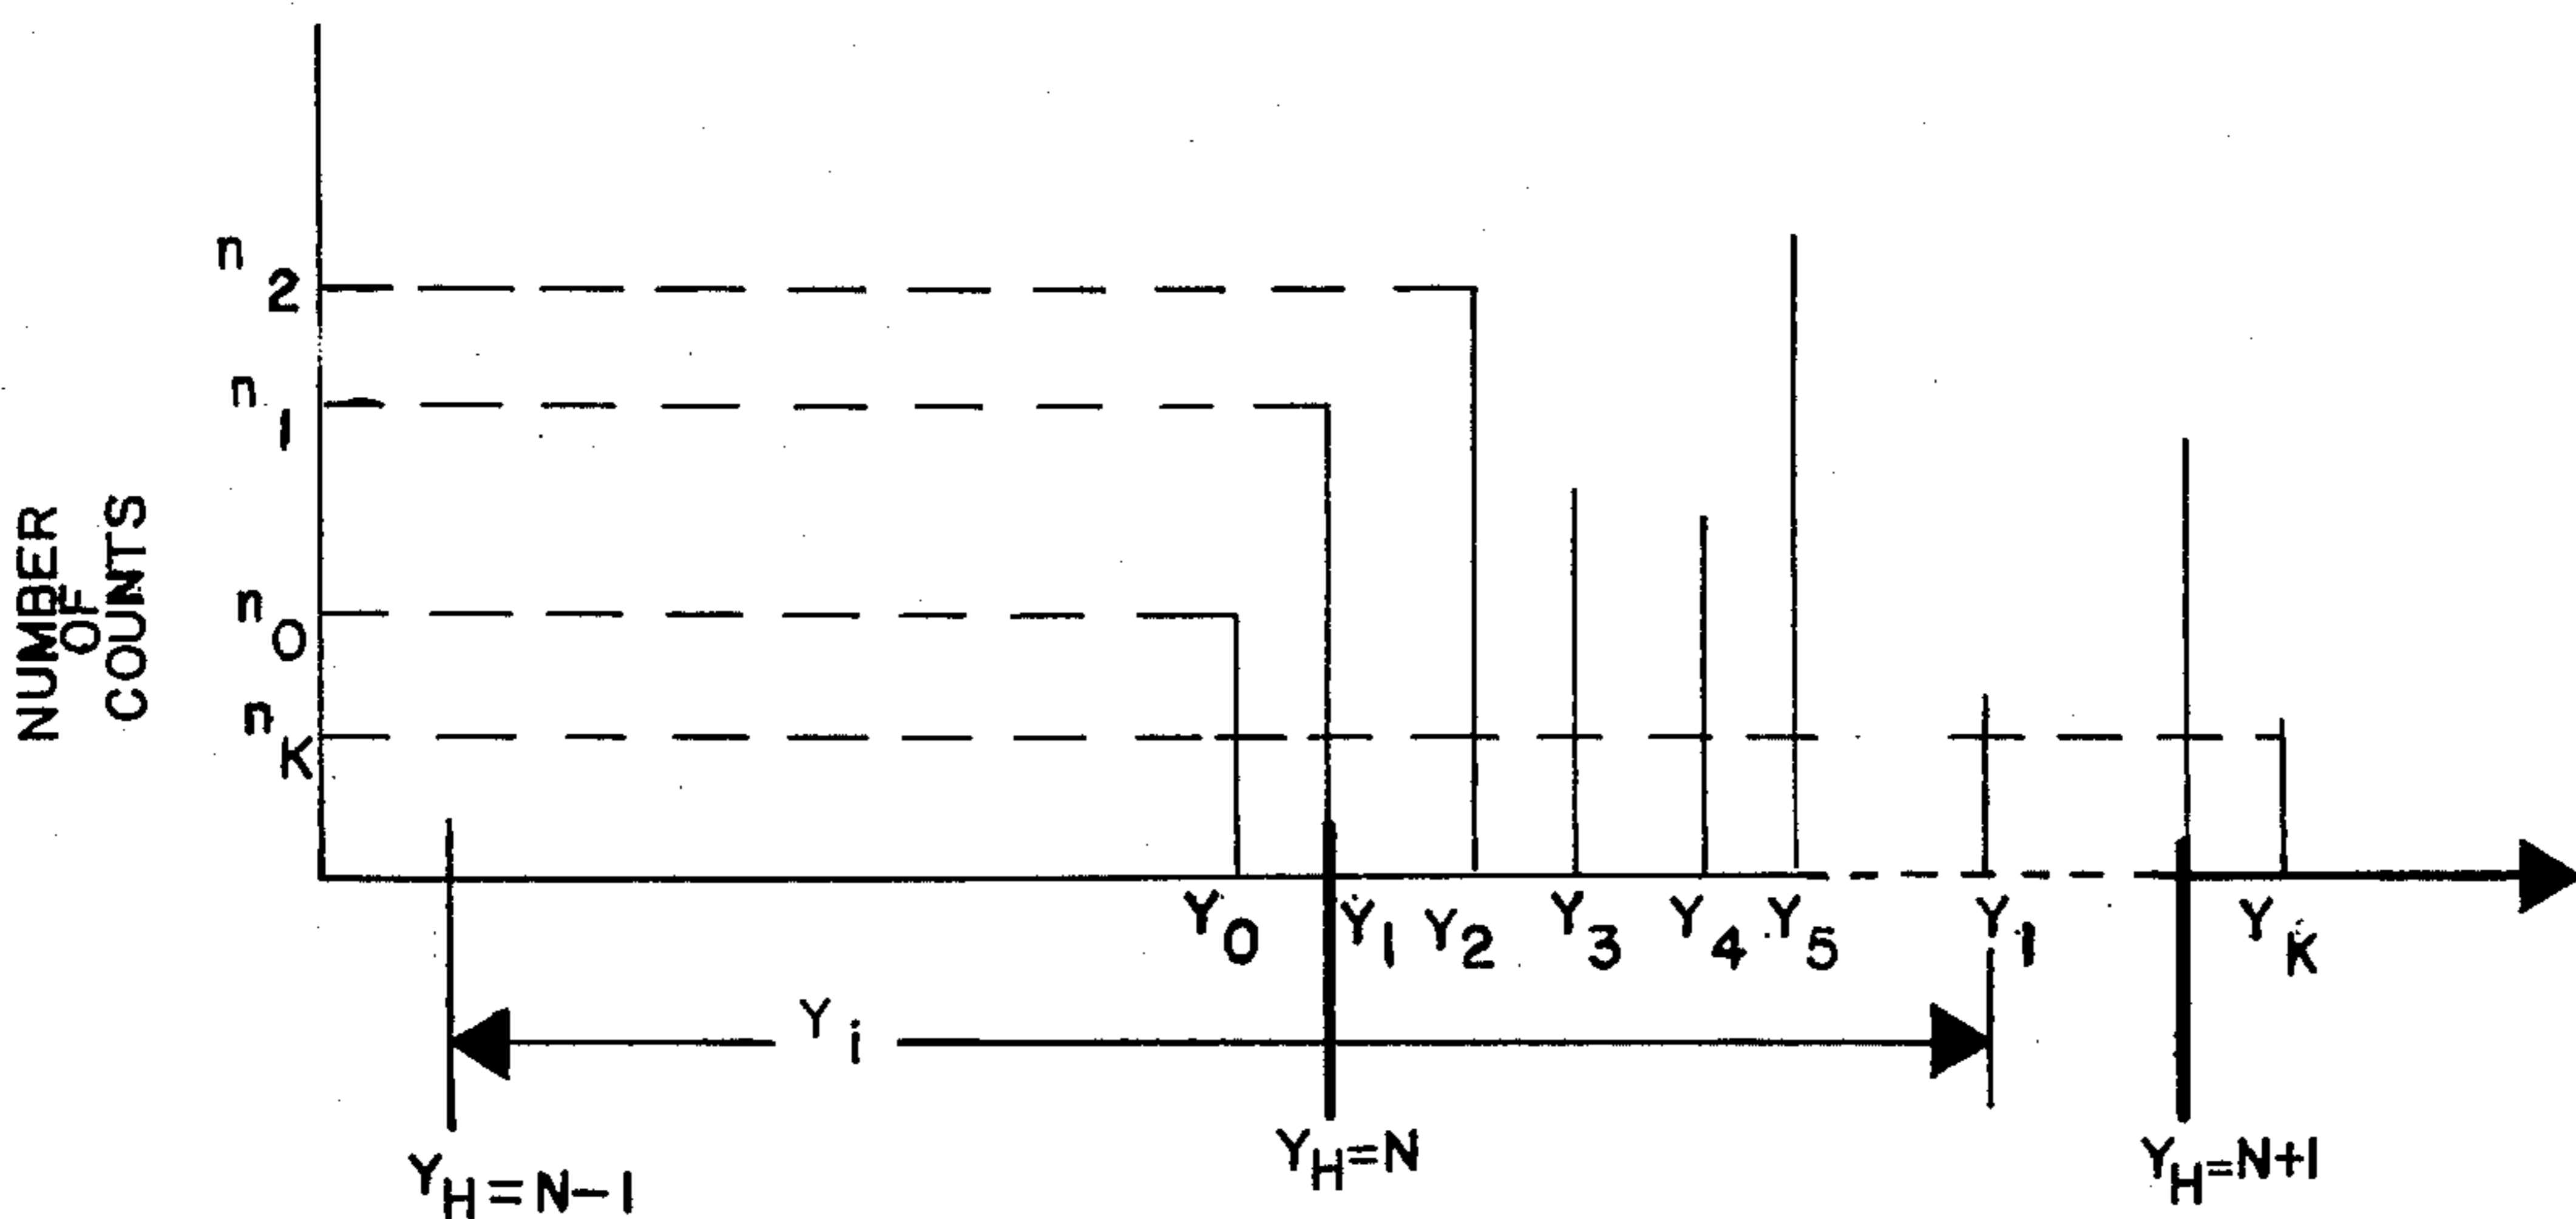 NUMBER
OF
COUNTS
n2
n1
n0
nK
Y0 Y1 Y2 Y3 Y4 Y5 Y1 YK
Yi
YH=N-1 YH=N YH=N+1